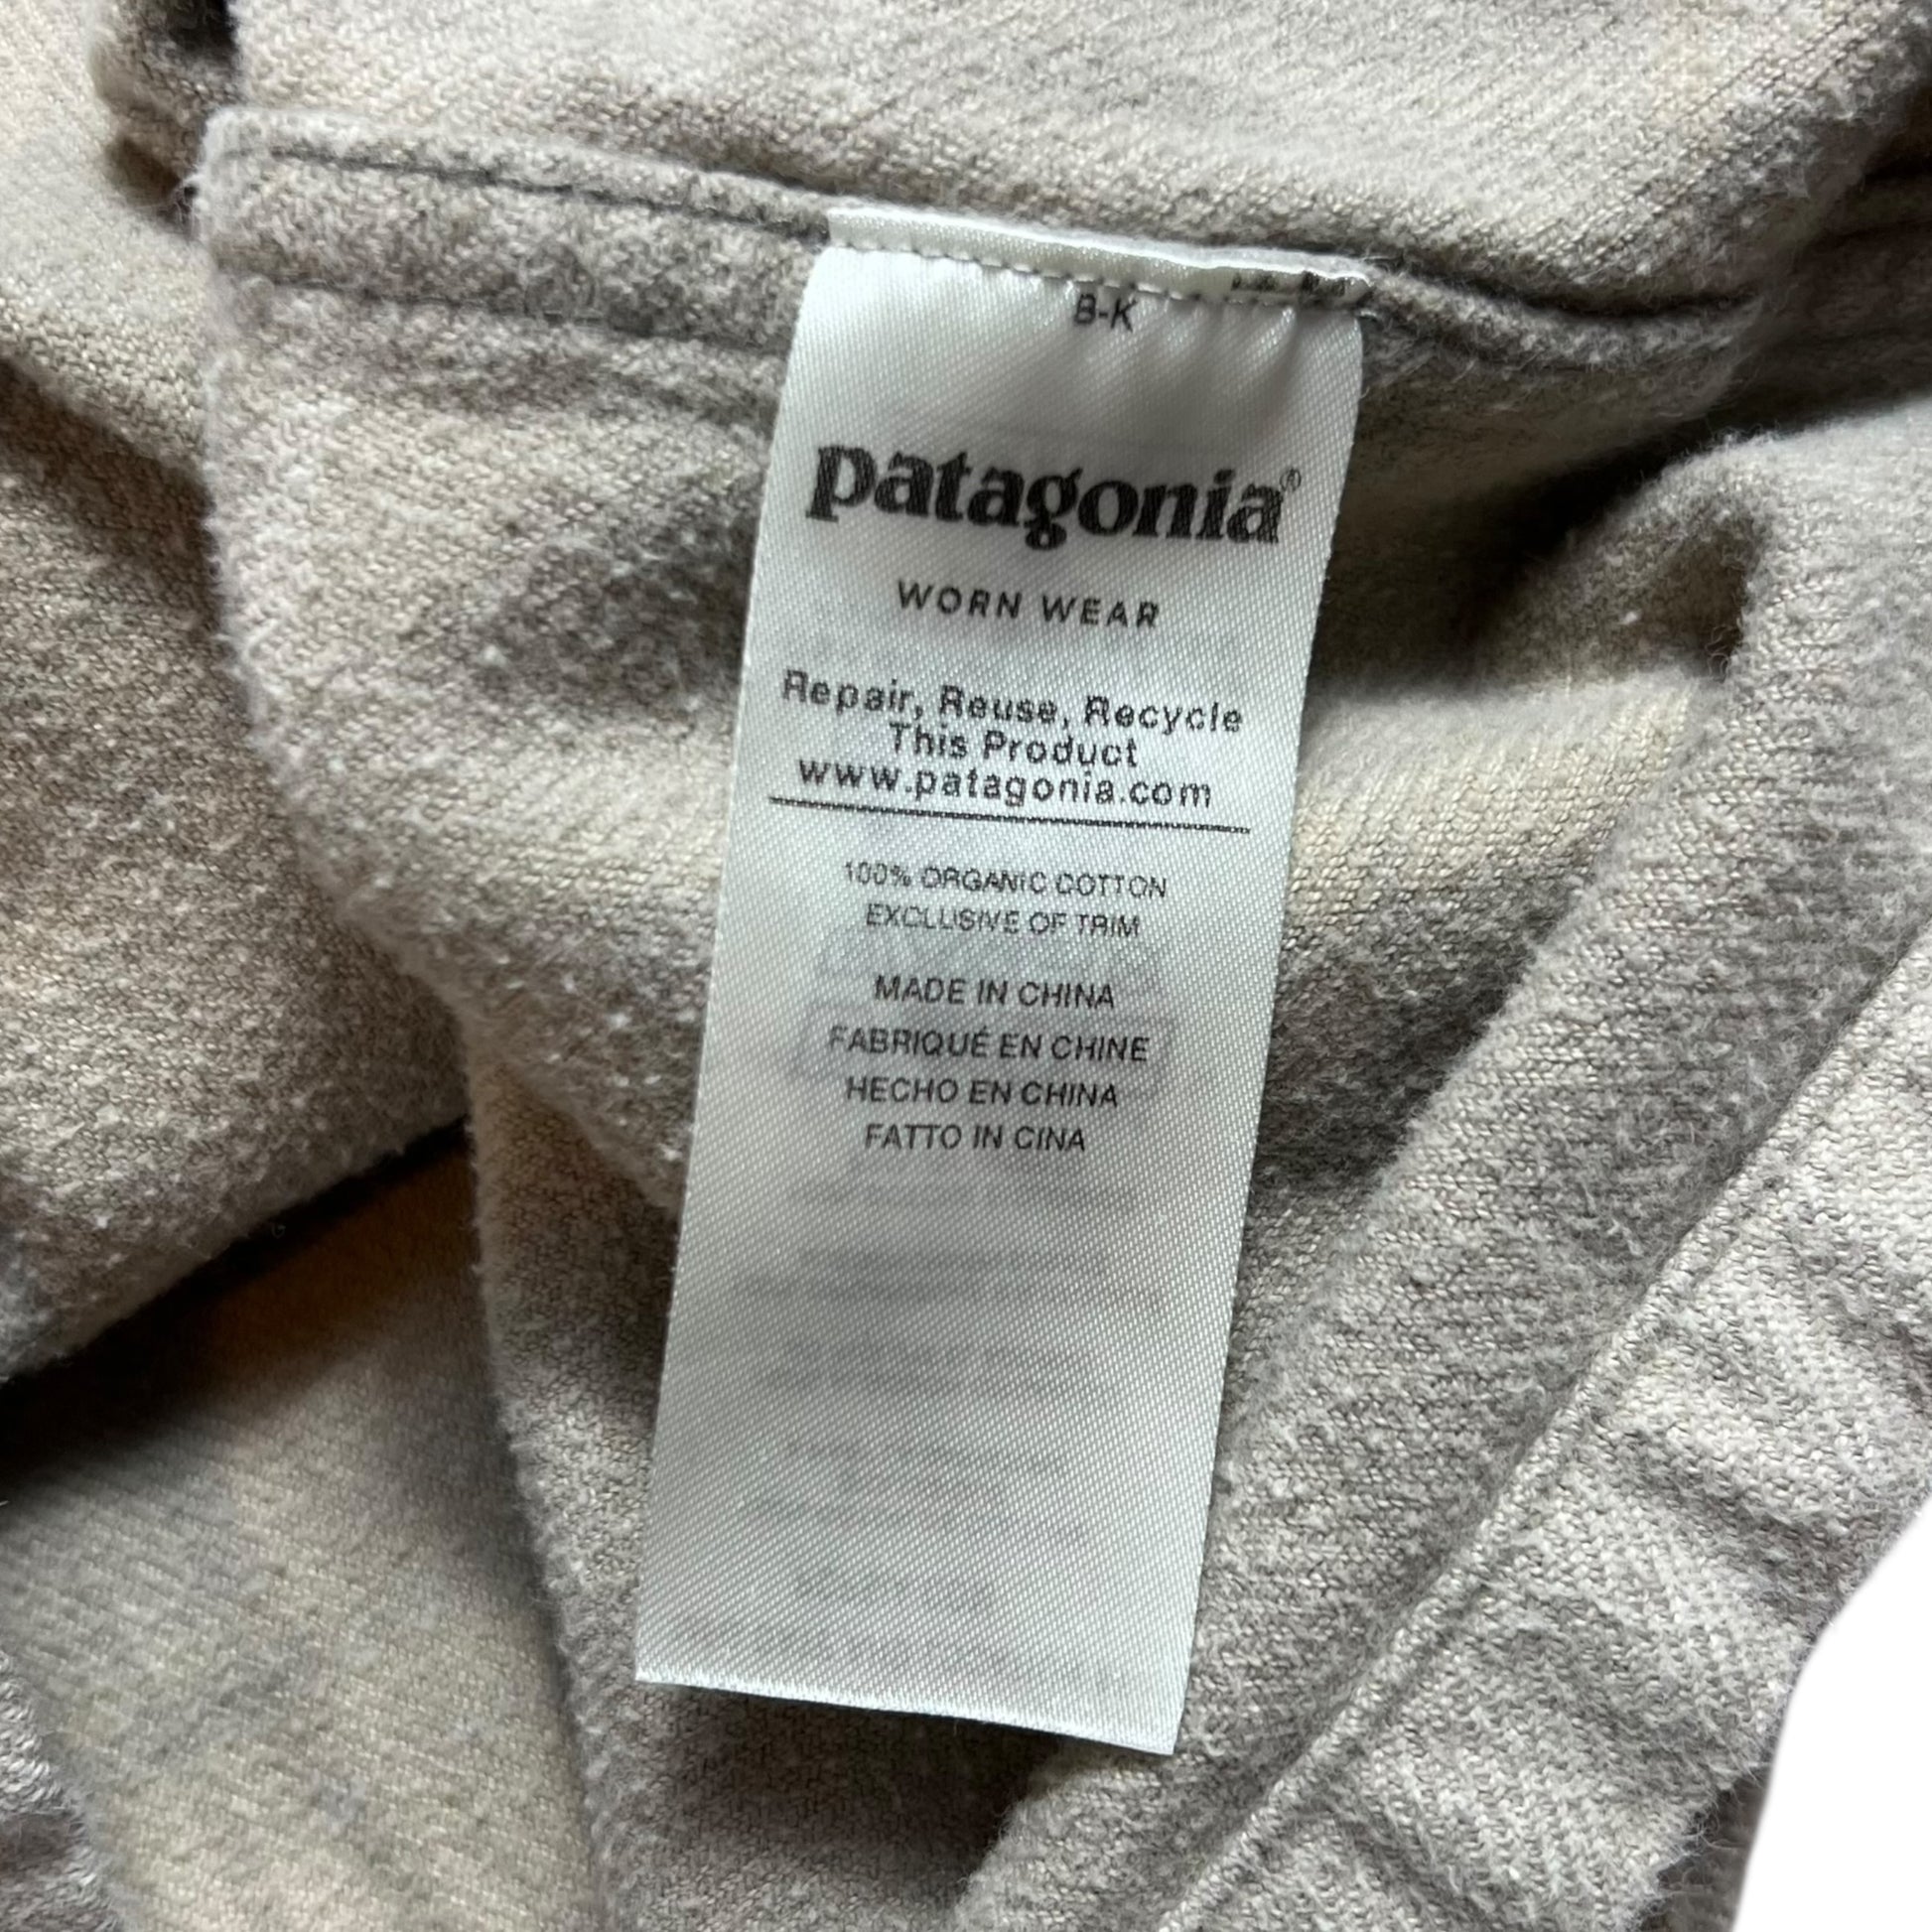 B-K
patagonia®
WORN WEAR
Repair, Reuse, Recycle
This Product
www.patagonia.com
100% ORGANIC COTTON
EXCLUSIVE OF TRIM
MADE IN CHINA
FABRIQUÉ EN CHINE
HECHO EN CHINA
FATTO IN CINA